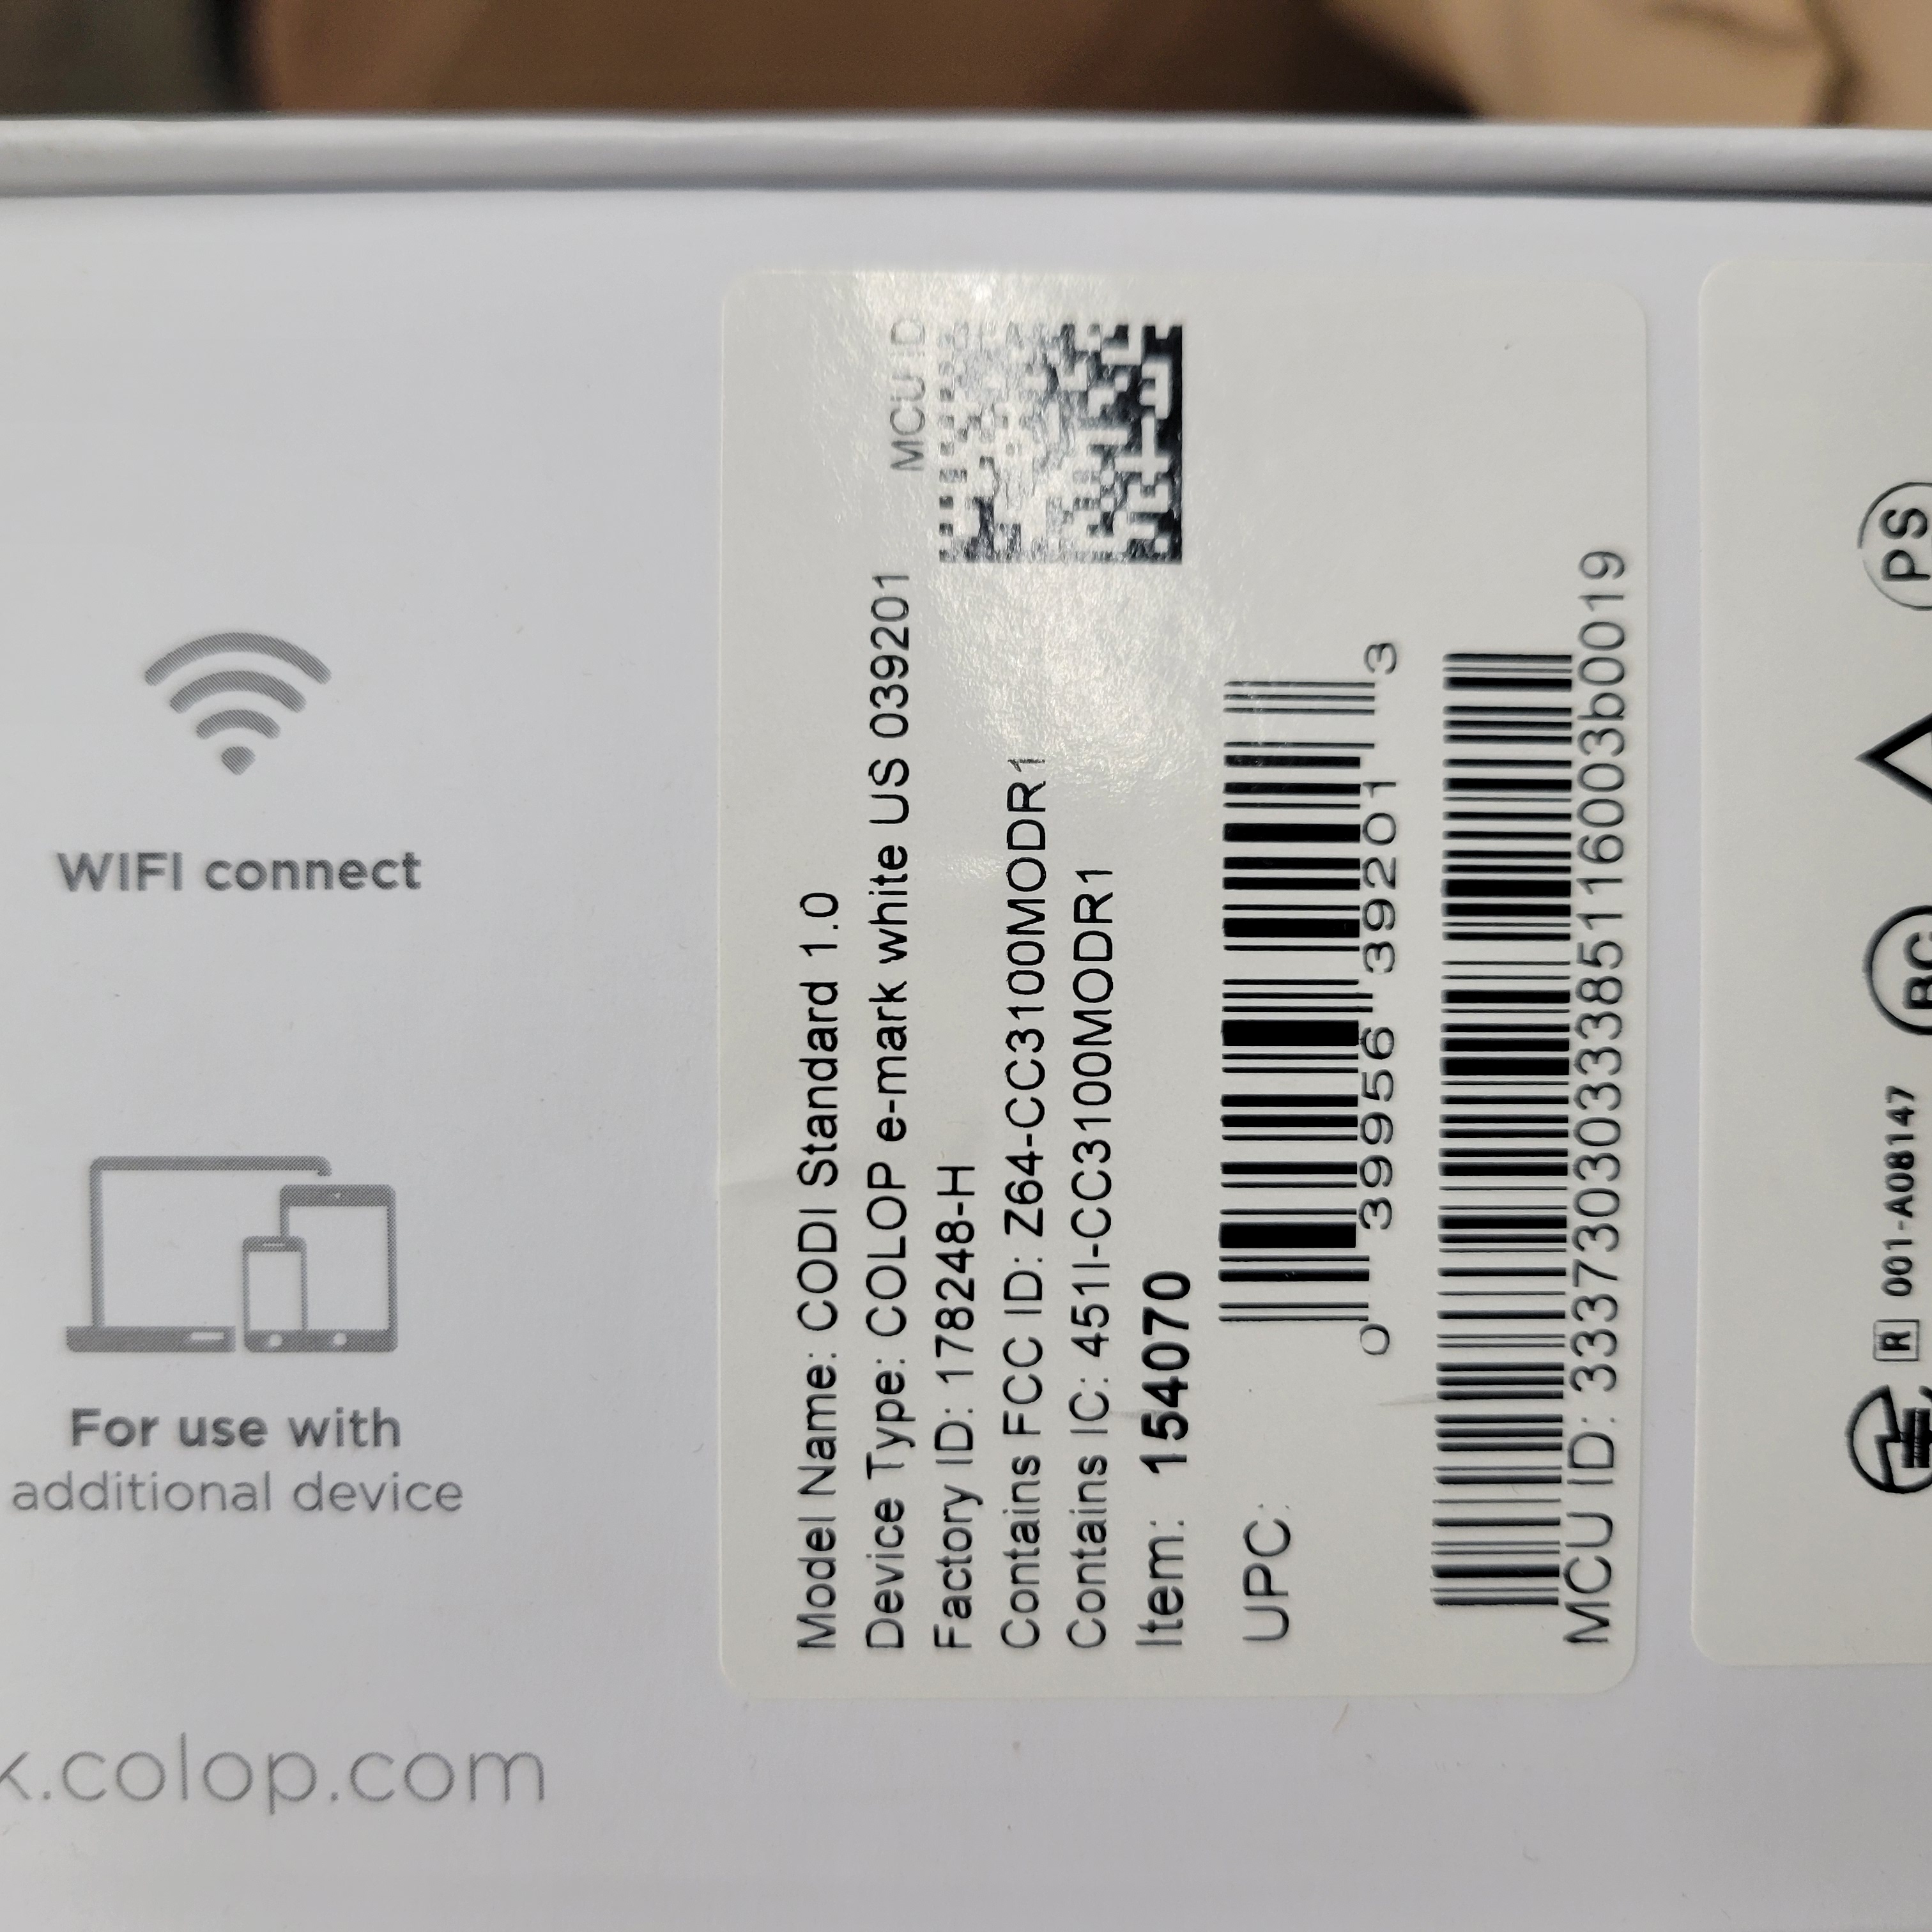 WIFI connect
For use with
additional device
k.colop.com
MCU ID
Model Name: CODI Standard 1.0
Device Type: COLOP e-mark white US 039201
Factory ID: 178248-H
Contains FCC ID: Z64-CC3100MODR1
Contains IC: 451I-CC3100MODR1
Item: 154070
UPC:
0 39956 39201 3
MCU ID: 3337303033385116003b0019
R 001-A08147
PS